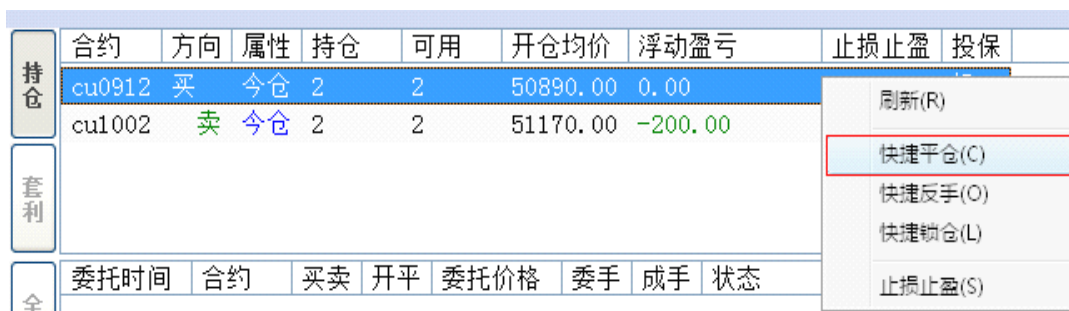 持仓
套利
全
合约 方向 属性 持仓 可用 开仓均价 浮动盈亏 止损止盈 投保
cu0912 买 今仓 2 2 50890.00 0.00
cu1002 卖 今仓 2 2 51170.00 -200.00
刷新(R)
快捷平仓(C)
快捷反手(O)
快捷锁仓(L)
止损止盈(S)
委托时间 合约 买卖 开平 委托价格 委手 成手 状态